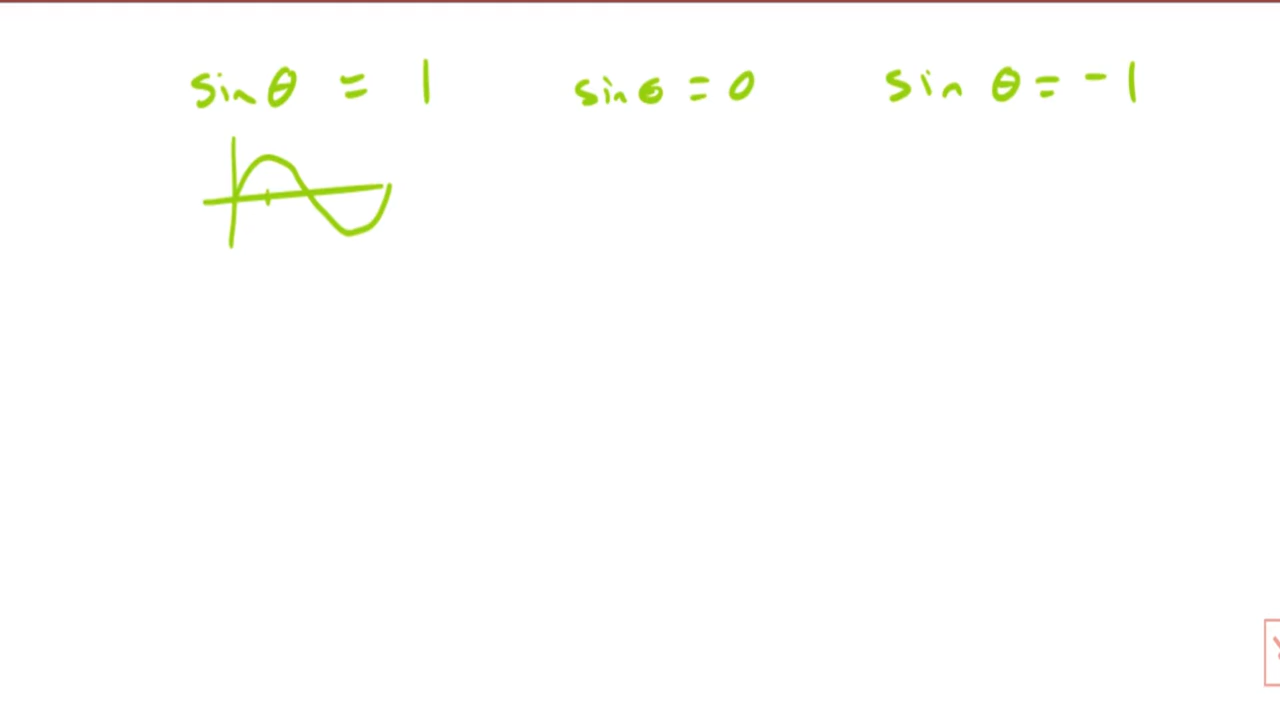 sin θ = 1 sin θ = 0 sin θ = -1